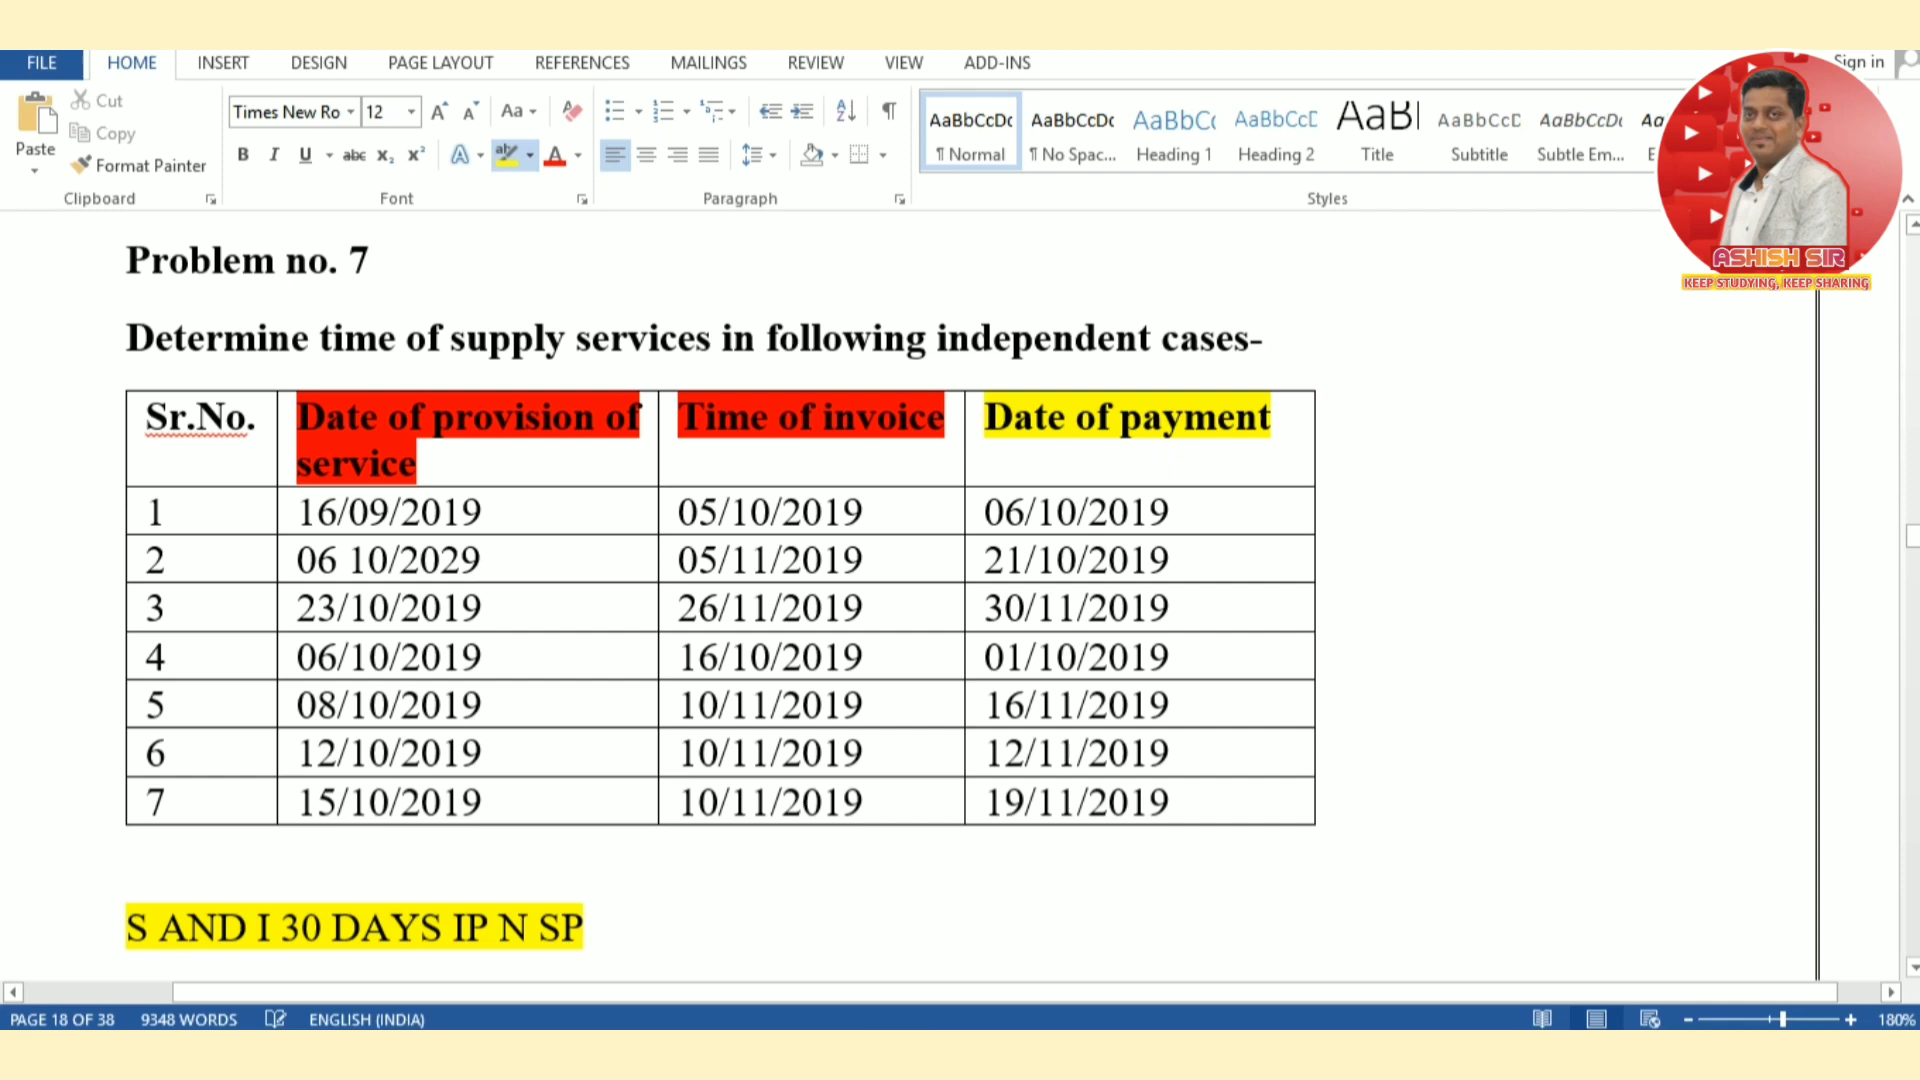 FILE HOME INSERT DESIGN PAGE LAYOUT REFERENCES MAILINGS REVIEW VIEW ADD-INS Sign in
Cut
Copy
Paste
Format Painter
Clipboard
Times New Ro 12
Font
Paragraph
AaBbCcDc AaBbCcDc AaBbC AaBbCcD AaB AaBbCcD AaBbCcDc Aa
¶ Normal ¶ No Spac... Heading 1 Heading 2 Title Subtitle Subtle Em... E
Styles
ASHISH SIR
KEEP STUDYING, KEEP SHARING
Problem no. 7
Determine time of supply services in following independent cases-
Sr.No. Date of provision of service Time of invoice Date of payment
1 16/09/2019 05/10/2019 06/10/2019
2 06 10/2029 05/11/2019 21/10/2019
3 23/10/2019 26/11/2019 30/11/2019
4 06/10/2019 16/10/2019 01/10/2019
5 08/10/2019 10/11/2019 16/11/2019
6 12/10/2019 10/11/2019 12/11/2019
7 15/10/2019 10/11/2019 19/11/2019
S AND I 30 DAYS IP N SP
PAGE 18 OF 38 9348 WORDS ENGLISH (INDIA) 180%